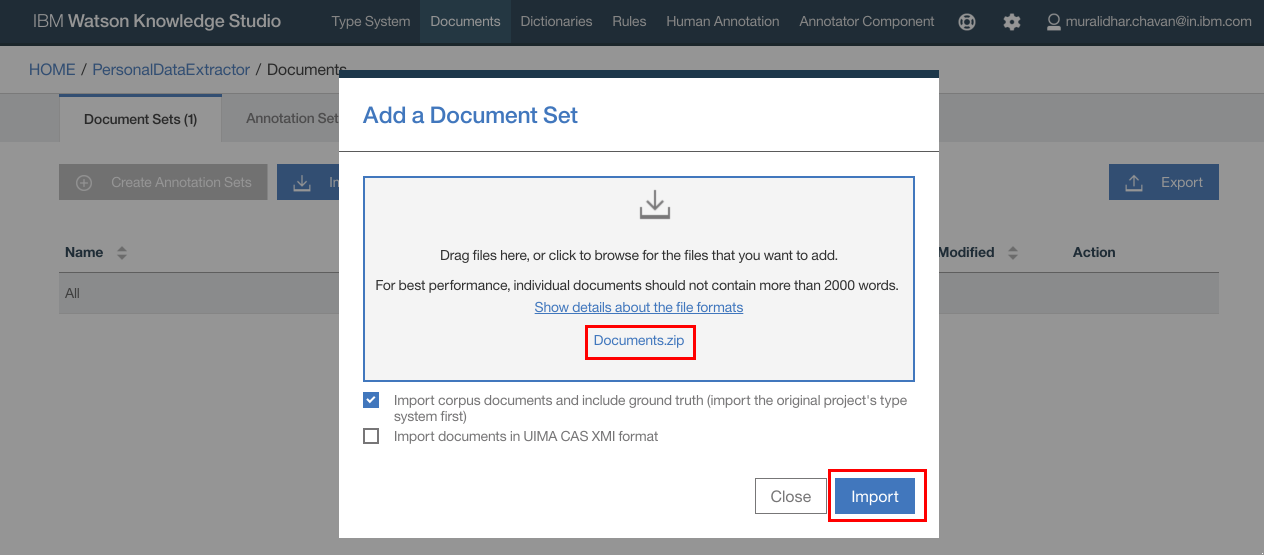 IBM Watson Knowledge Studio Type System Documents Dictionaries Rules Human Annotation Annotator Component muralidhar.chavan@in.ibm.com
HOME / PersonalDataExtractor / Documents
Add a Document Set
Document Sets (1) Annotation Set
Create Annotation Sets Export
Drag files here, or click to browse for the files that you want to add.
Name Modified Action
For best performance, individual documents should not contain more than 2000 words.
All
Show details about the file formats
Documents.zip
Import corpus documents and include ground truth (import the original project's type
system first)
Import documents in UIMA CAS XMI format
Close Import